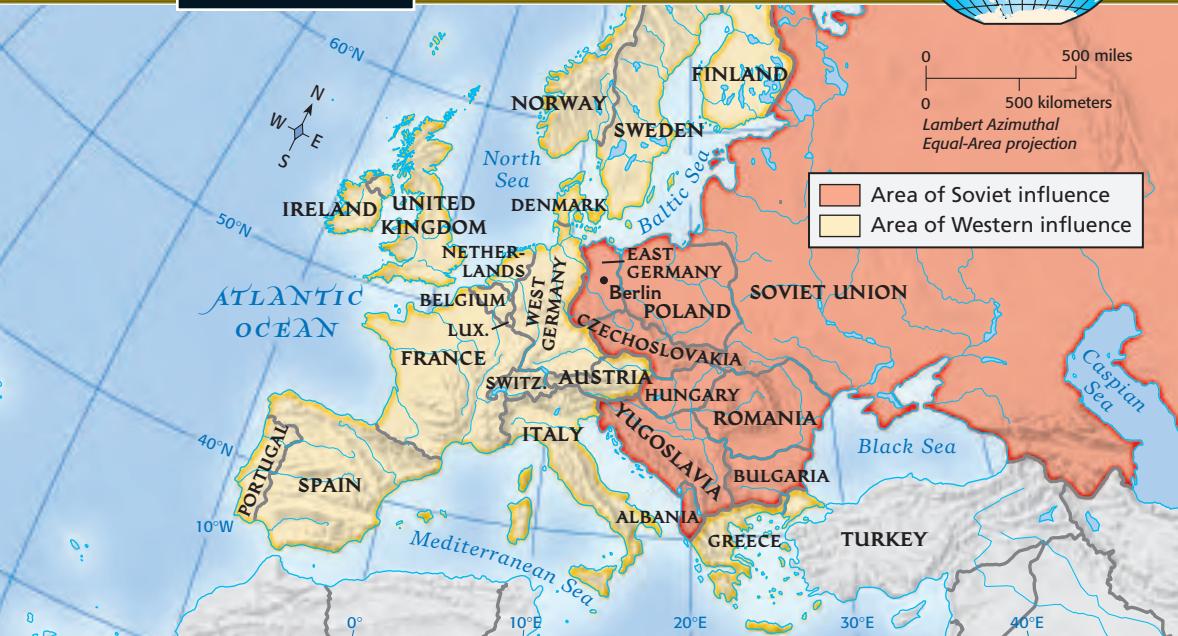 60°N
N
W
E
S
NORWAY
FINLAND
SWEDEN
0
500 miles
0
500 kilometers
Lambert Azimuthal
Equal-Area projection
North
Sea
Baltic Sea
Area of Soviet influence
Area of Western influence
IRELAND
UNITED
KINGDOM
DENMARK
50°N
NETHER-
LANDS
EAST
GERMANY
Berlin
WEST
GERMANY
BELGIUM
POLAND
SOVIET UNION
ATLANTIC
OCEAN
LUX.
CZECHOSLOVAKIA
FRANCE
SWITZ.
AUSTRIA
HUNGARY
ROMANIA
Caspian
Sea
40°N
PORTUGAL
SPAIN
ITALY
YUGOSLAVIA
Black Sea
BULGARIA
10°W
ALBANIA
GREECE
TURKEY
Mediterranean Sea
0°
10°E
20°E
30°E
40°E